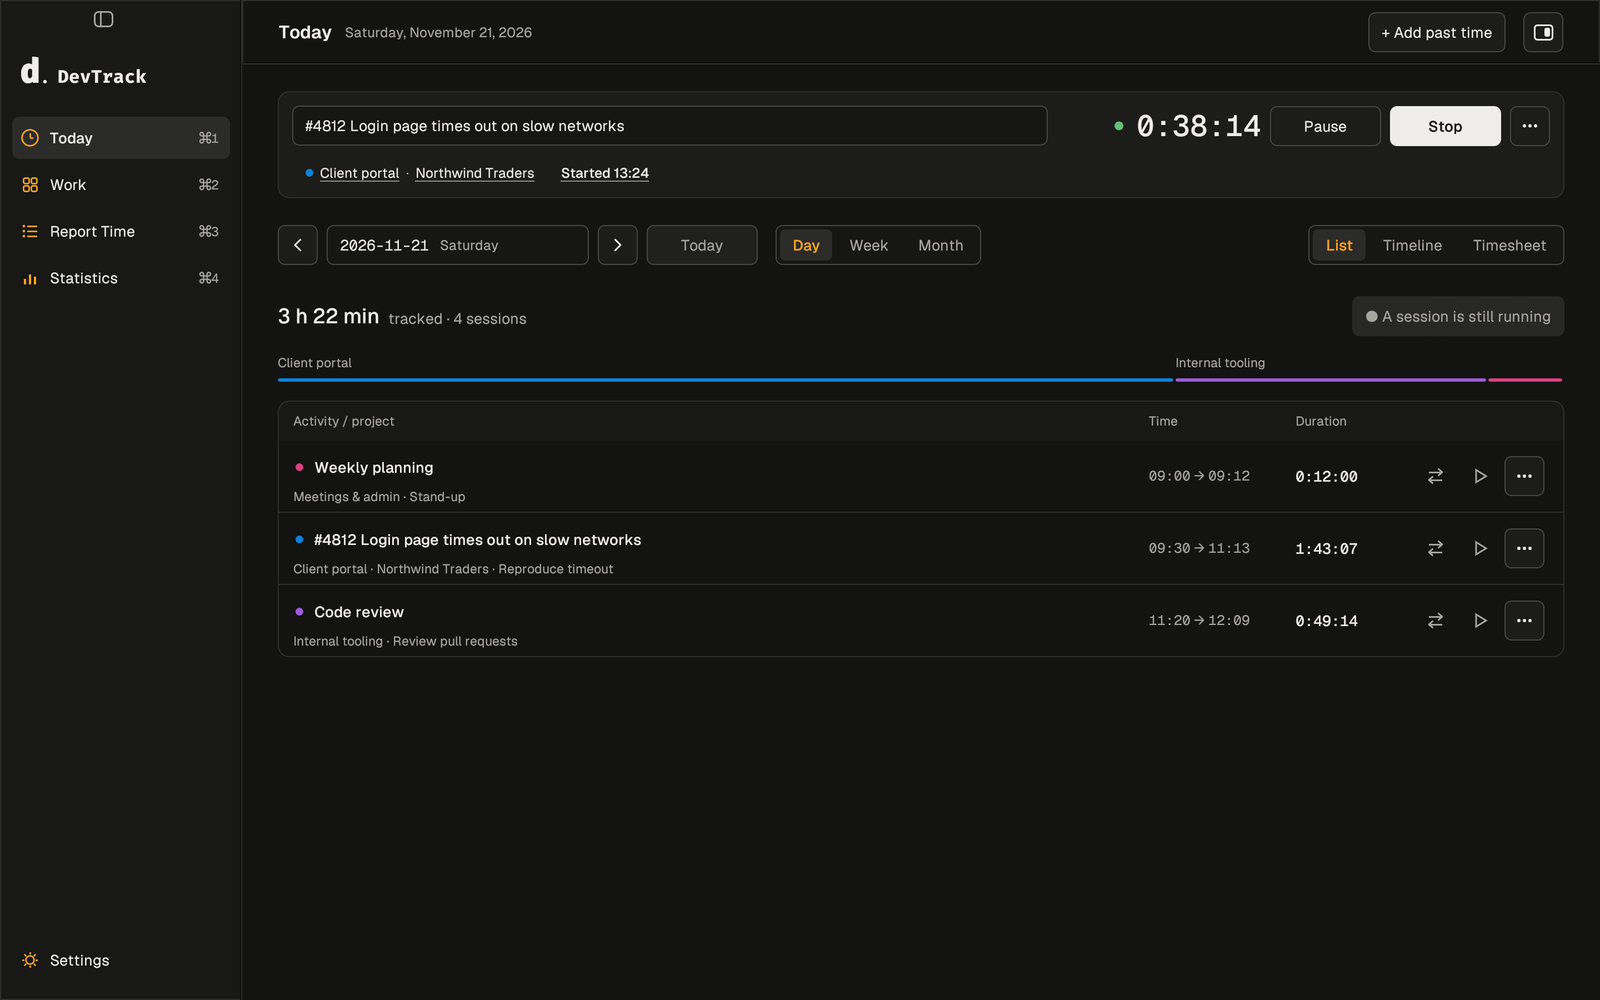 d. DevTrack
Today ⌘1
Work ⌘2
Report Time ⌘3
Statistics ⌘4
Settings
Today Saturday, November 21, 2026
+ Add past time
#4812 Login page times out on slow networks
0:38:14 Pause Stop
Client portal · Northwind Traders Started 13:24
2026-11-21 Saturday Today Day Week Month List Timeline Timesheet
3 h 22 min tracked · 4 sessions
A session is still running
Client portal Internal tooling
Activity / project Time Duration
Weekly planning
Meetings & admin · Stand-up
09:00 → 09:12 0:12:00
#4812 Login page times out on slow networks
Client portal · Northwind Traders · Reproduce timeout
09:30 → 11:13 1:43:07
Code review
Internal tooling · Review pull requests
11:20 → 12:09 0:49:14